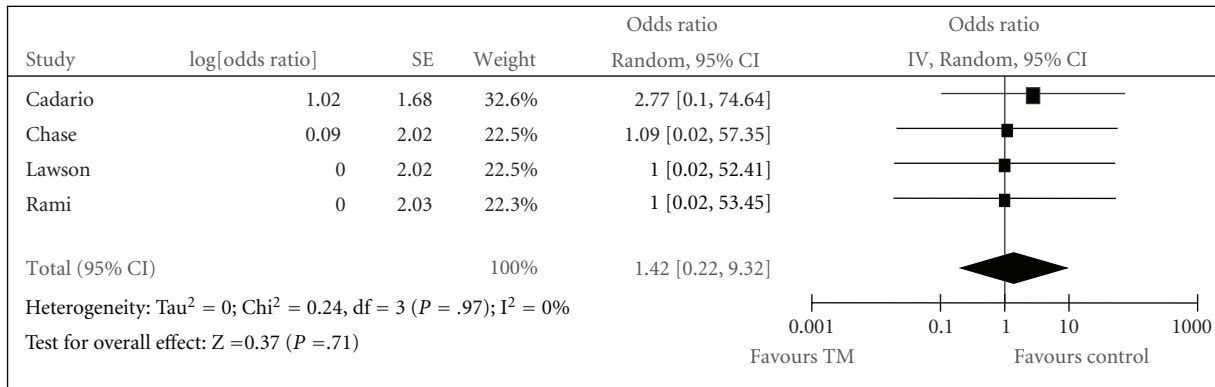 Odds ratio Odds ratio
Study log[odds ratio] SE Weight Random, 95% CI IV, Random, 95% CI
Cadario 1.02 1.68 32.6% 2.77 [0.1, 74.64]
Chase 0.09 2.02 22.5% 1.09 [0.02, 57.35]
Lawson 0 2.02 22.5% 1 [0.02, 52.41]
Rami 0 2.03 22.3% 1 [0.02, 53.45]
Total (95% CI) 100% 1.42 [0.22, 9.32]
Heterogeneity: Tau² = 0; Chi² = 0.24, df = 3 (P = .97); I² = 0%
0.001 0.1 1 10 1000
Test for overall effect: Z =0.37 (P =.71)
Favours TM Favours control